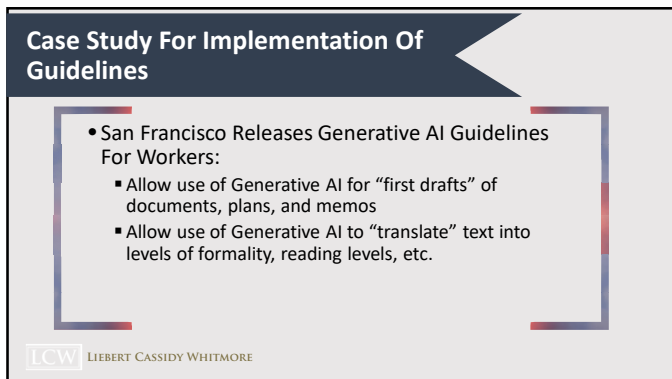 Case Study For Implementation Of
Guidelines
• San Francisco Releases Generative AI Guidelines
For Workers:
▪ Allow use of Generative AI for “first drafts” of
documents, plans, and memos
▪ Allow use of Generative AI to “translate” text into
levels of formality, reading levels, etc.
LCW LIEBERT CASSIDY WHITMORE